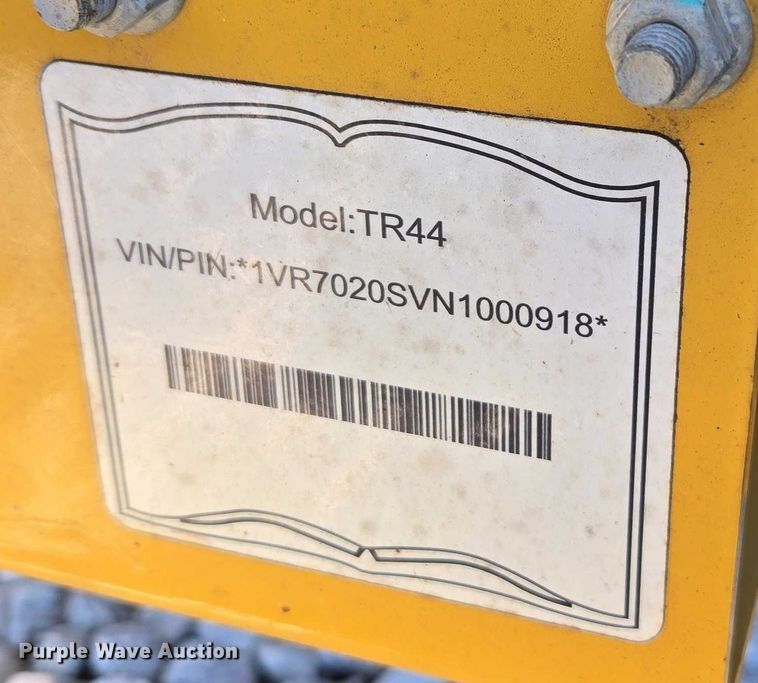 Model:TR44
VIN/PIN:*1VR7020SVN1000918*
Purple Wave Auction